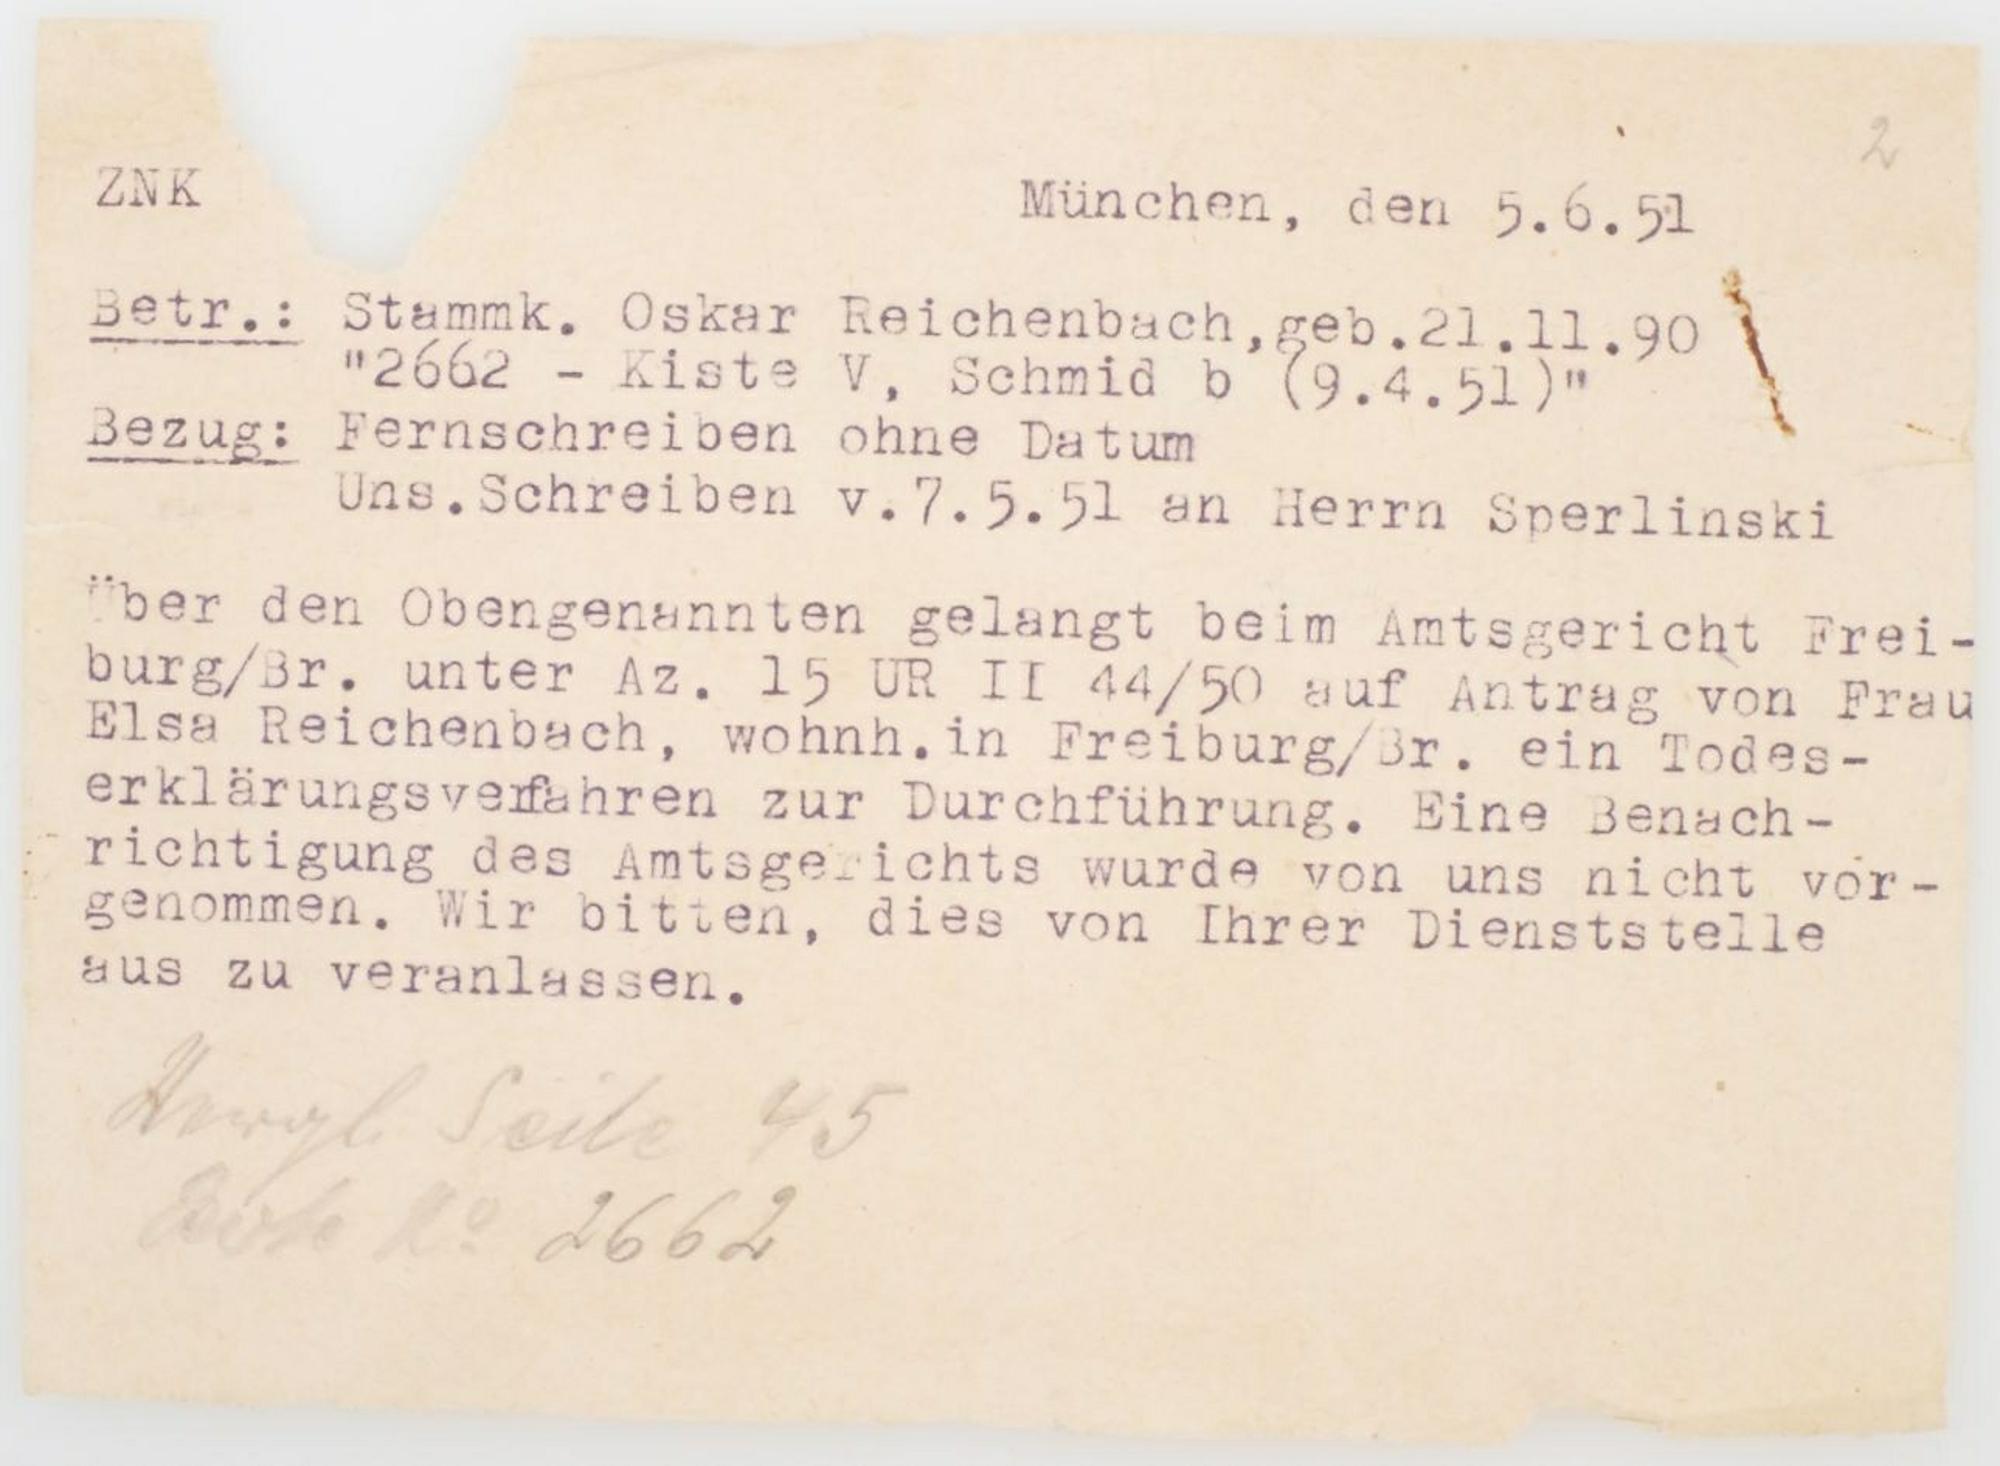 2
ZNK München, den 5.6.51
Betr.: Stammk. Oskar Reichenbach,geb.21.11.90
"2662 - Kiste V, Schmid b (9.4.51)"
Bezug: Fernschreiben ohne Datum
Uns.Schreiben v.7.5.51 an Herrn Sperlinski
Über den Obengenannten gelangt beim Amtsgericht Frei-
burg/Br. unter Az. 15 UR II 44/50 auf Antrag von Frau
Elsa Reichenbach, wohnh.in Freiburg/Br. ein Todes-
erklärungsverfahren zur Durchführung. Eine Benach-
richtigung des Amtsgerichts wurde von uns nicht vor-
genommen. Wir bitten, dies von Ihrer Dienststelle
aus zu veranlassen.
Seite 45
No 2662